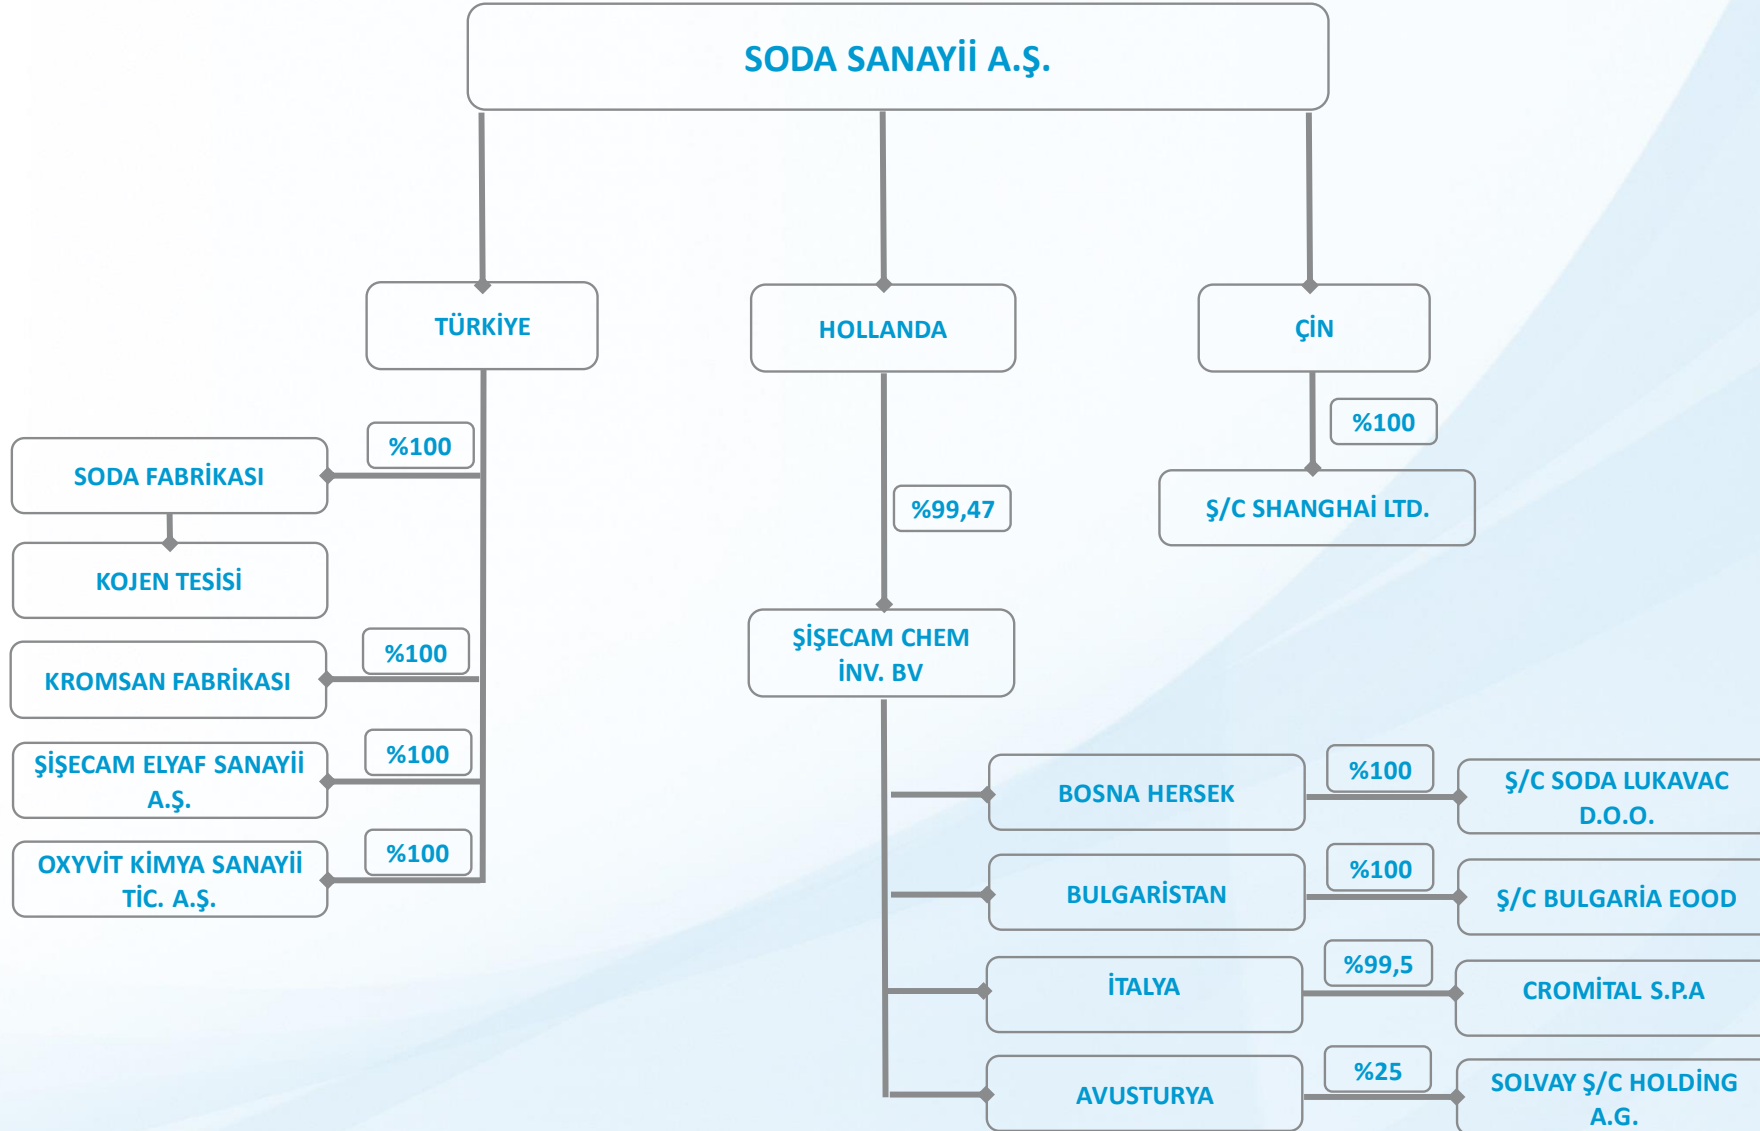 SODA SANAYİİ A.Ş.
TÜRKİYE
HOLLANDA
ÇİN
%100
SODA FABRİKASI
KOJEN TESİSİ
%100
KROMSAN FABRİKASI
%100
ŞİŞECAM ELYAF SANAYİİ
A.Ş.
%100
OXYVİT KİMYA SANAYİİ
TİC. A.Ş.
%99,47
ŞİŞECAM CHEM
İNV. BV
%100
Ş/C SHANGHAİ LTD.
BOSNA HERSEK
%100
Ş/C SODA LUKAVAC
D.O.O.
BULGARİSTAN
%100
Ş/C BULGARİA EOOD
İTALYA
%99,5
CROMİTAL S.P.A
AVUSTURYA
%25
SOLVAY Ş/C HOLDİNG
A.G.